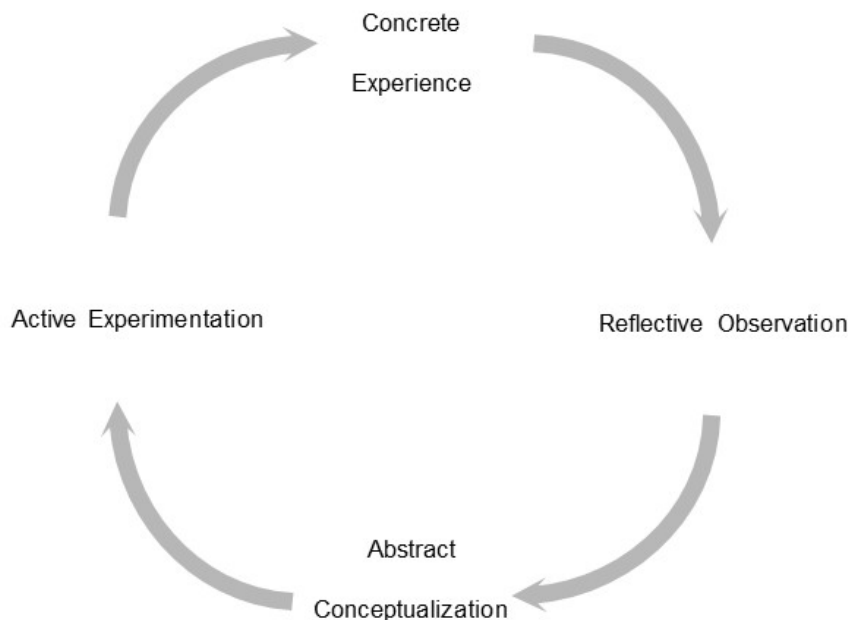 Concrete
Experience
Active Experimentation
Reflective Observation
Abstract
Conceptualization